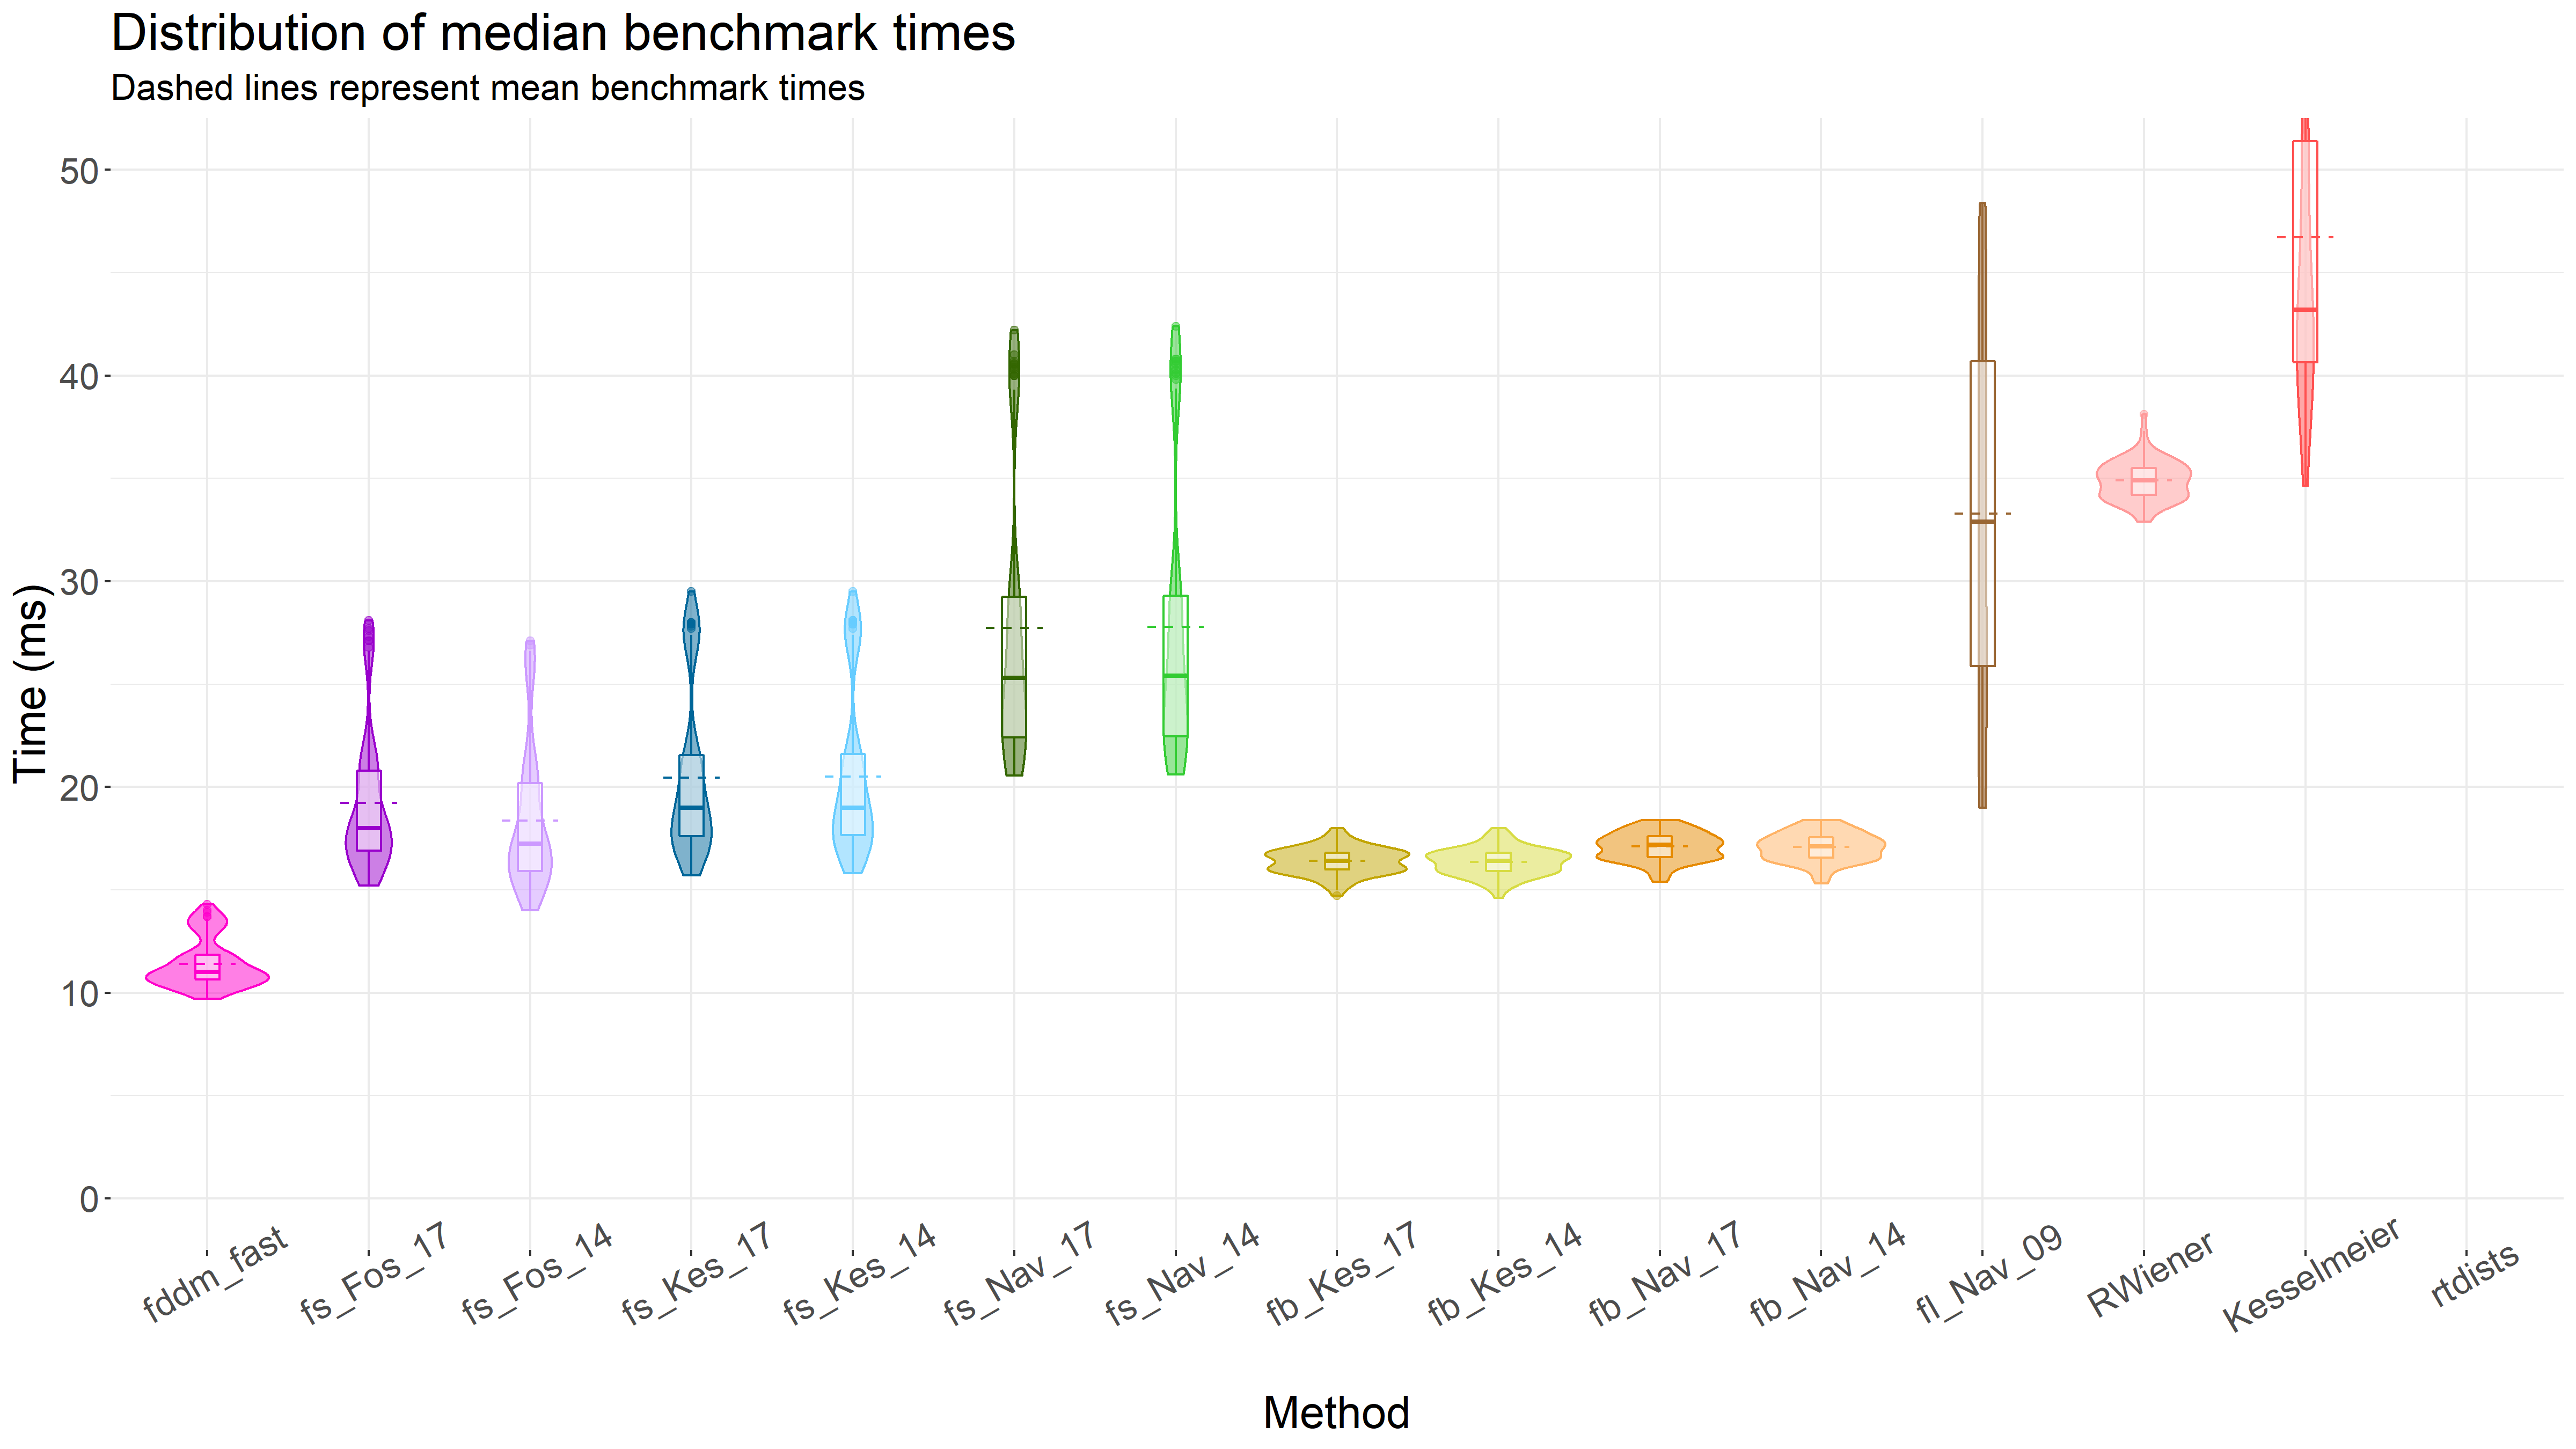 Distribution of median benchmark times
Dashed lines represent mean benchmark times
Time (ms)
50
40
30
20
10
0
fddm_fast
fs_Fos_17
fs_Fos_14
fs_Kes_17
fs_Kes_14
fs_Nav_17
fs_Nav_14
fb_Kes_17
fb_Kes_14
fb_Nav_17
fb_Nav_14
fl_Nav_09
RWiener
Kesselmeier
rtdists
Method